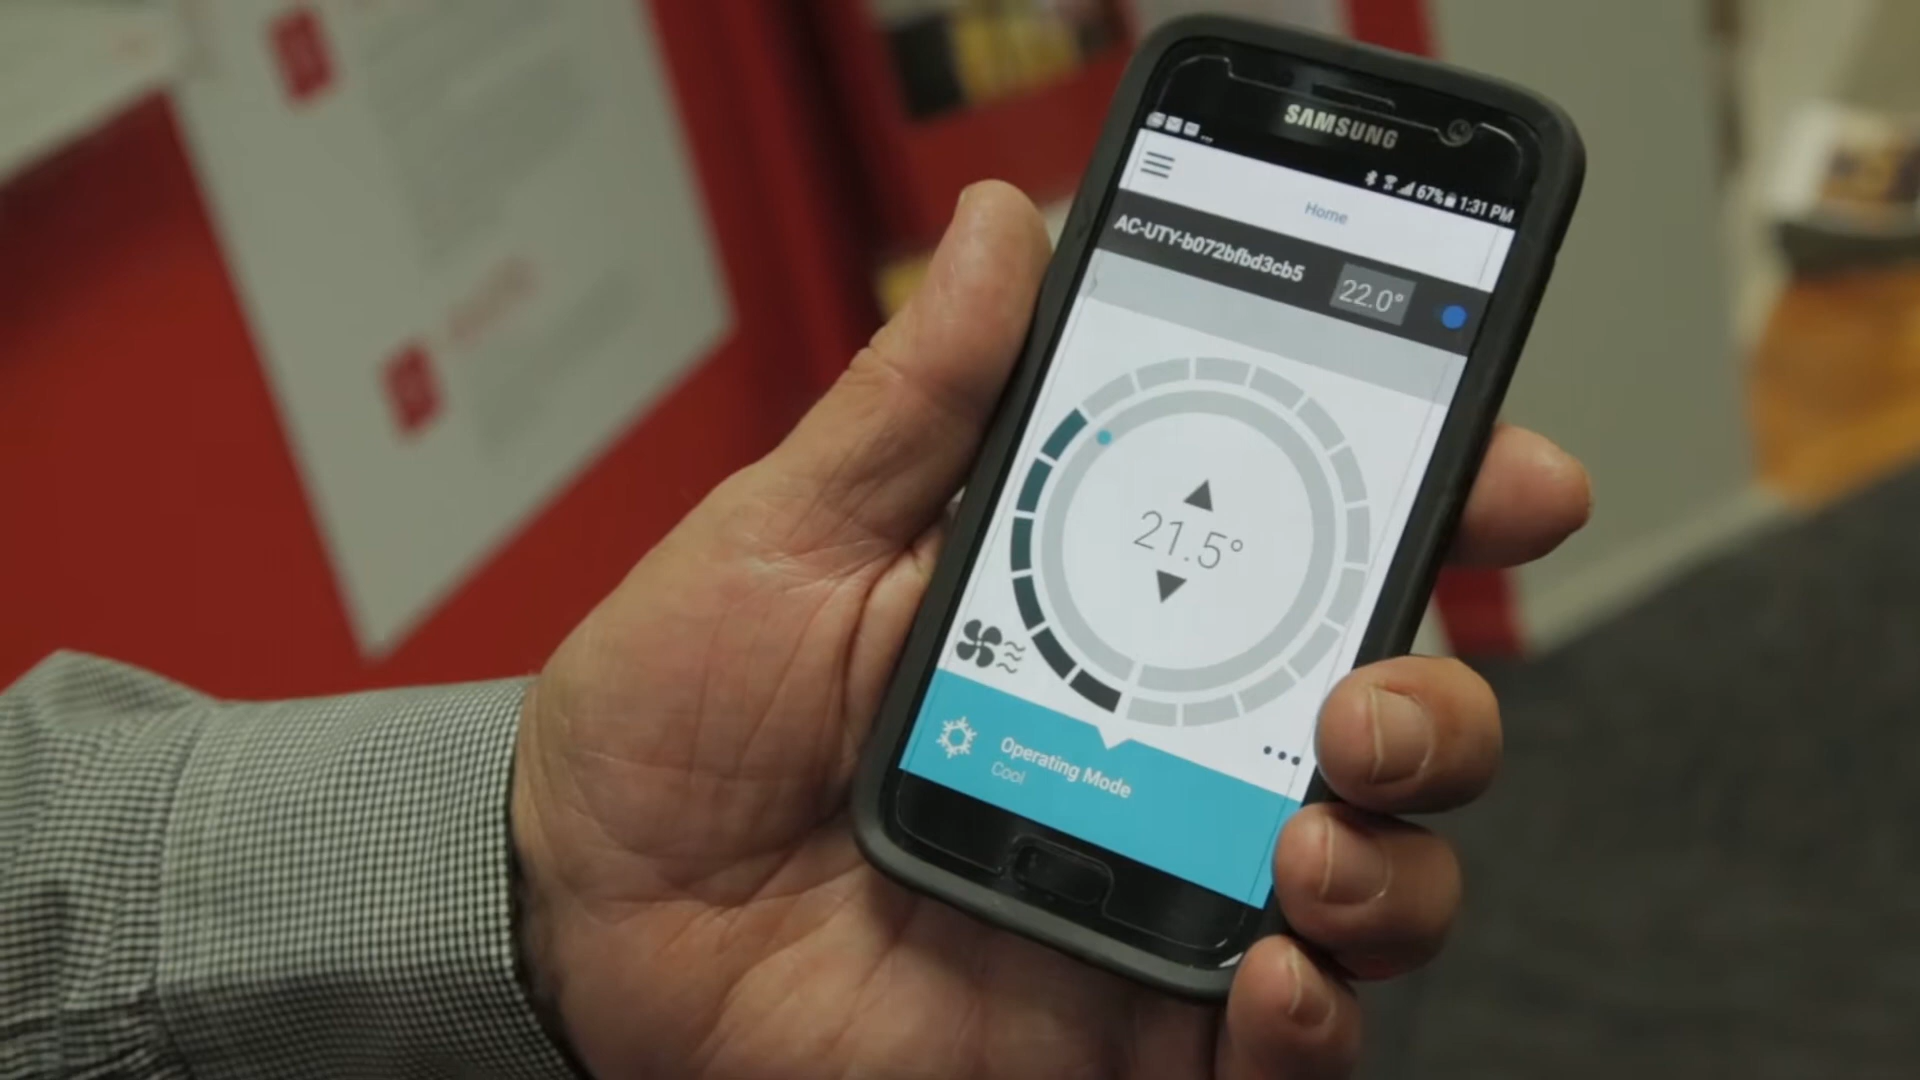 SAMSUNG
67% 1:31 PM
Home
AC-UTY-b072bfbd3cb5
22.0°
21.5°
Operating Mode
Cool